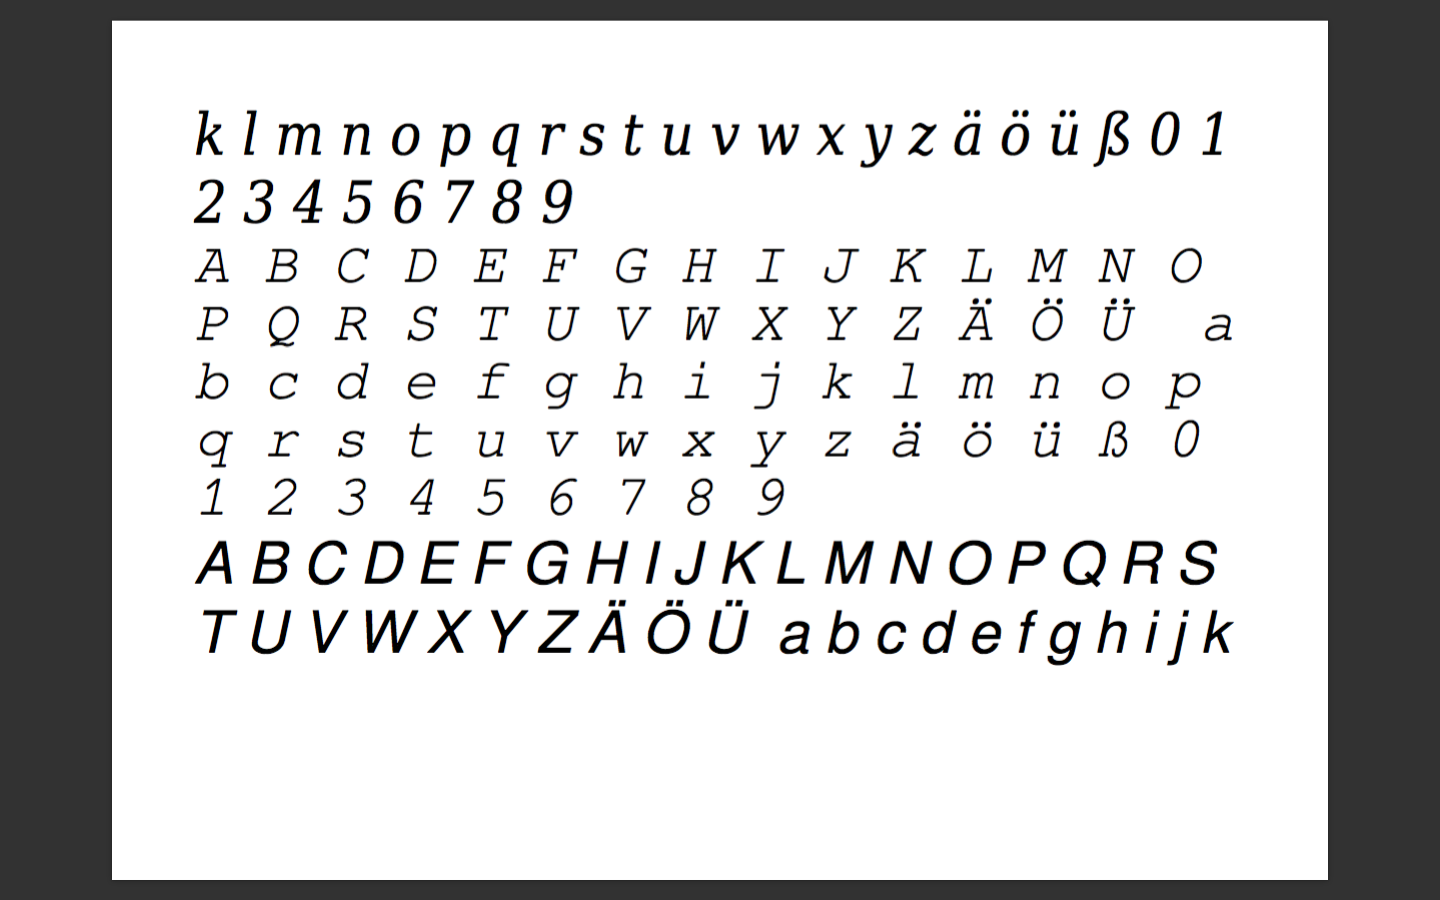 k l m n o p q r s t u v w x y z ä ö ü ß 0 1
2 3 4 5 6 7 8 9
A B C D E F G H I J K L M N O
P Q R S T U V W X Y Z Ä Ö Ü a
b c d e f g h i j k l m n o p
q r s t u v w x y z ä ö ü ß 0
1 2 3 4 5 6 7 8 9
A B C D E F G H I J K L M N O P Q R S
T U V W X Y Z Ä Ö Ü a b c d e f g h i j k